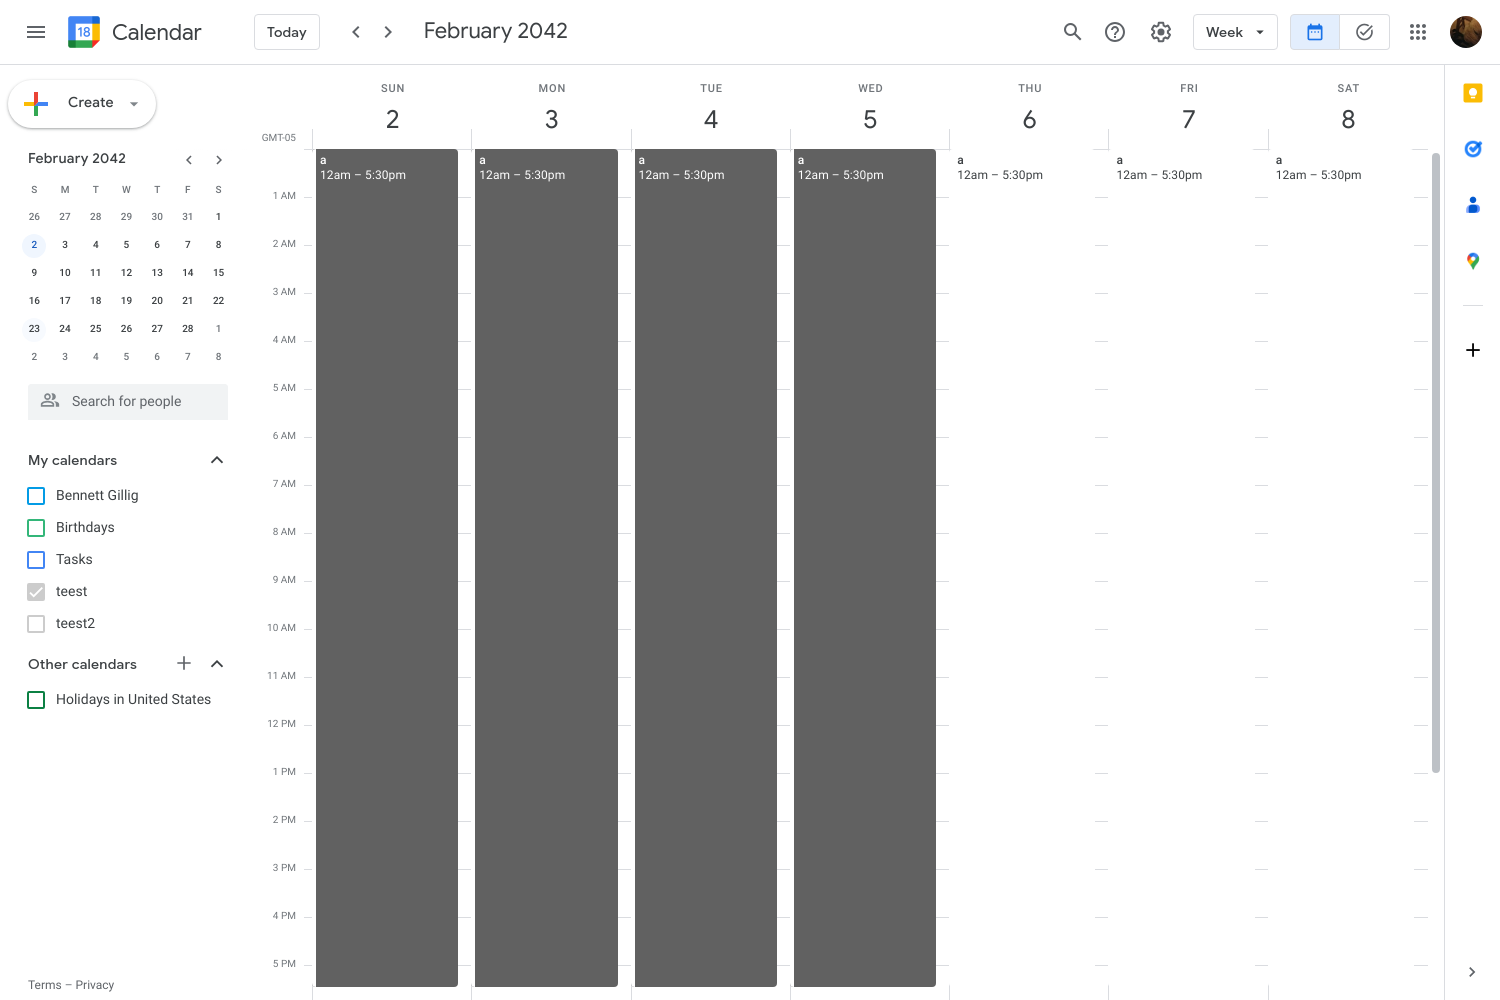 18 Calendar
Today
February 2042
Week
Create
February 2042
S M T W T F S
26 27 28 29 30 31 1
2 3 4 5 6 7 8
9 10 11 12 13 14 15
16 17 18 19 20 21 22
23 24 25 26 27 28 1
2 3 4 5 6 7 8
Search for people
My calendars
Bennett Gillig
Birthdays
Tasks
teest
teest2
Other calendars
Holidays in United States
Terms – Privacy
SUN MON TUE WED THU FRI SAT
2 3 4 5 6 7 8
GMT-05
a a a a a a a
12am – 5:30pm 12am – 5:30pm 12am – 5:30pm 12am – 5:30pm 12am – 5:30pm 12am – 5:30pm 12am – 5:30pm
1 AM
2 AM
3 AM
4 AM
5 AM
6 AM
7 AM
8 AM
9 AM
10 AM
11 AM
12 PM
1 PM
2 PM
3 PM
4 PM
5 PM